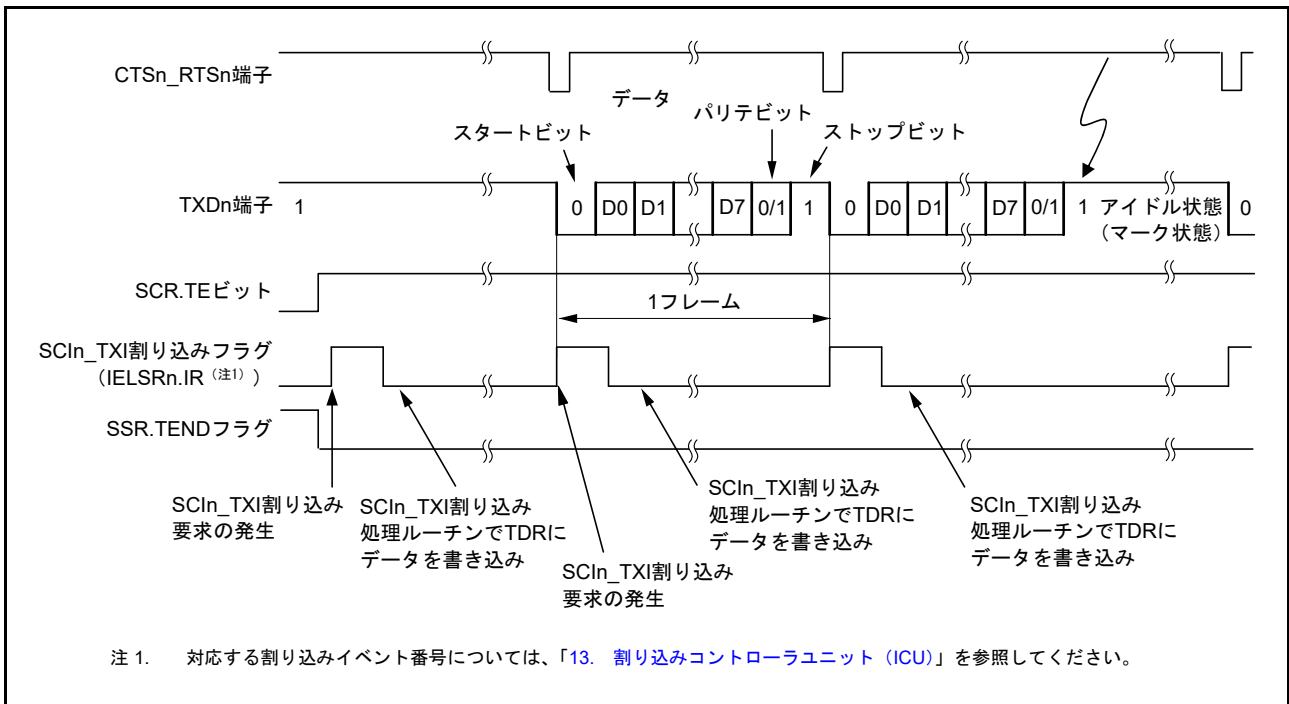 CTSn_RTSn端子
データ
パリテビット
スタートビット
ストップビット
TXDn端子 1
0 D0 D1 D7 0/1 1 0 D0 D1 D7 0/1 1 アイドル状態 0
（マーク状態）
SCR.TEビット
1フレーム
SCIn_TXI割り込みフラグ
（IELSRn.IR（注1））
SSR.TENDフラグ
SCIn_TXI割り込み
要求の発生
SCIn_TXI割り込み
処理ルーチンでTDRに
データを書き込み
SCIn_TXI割り込み
要求の発生
SCIn_TXI割り込み
処理ルーチンでTDRに
データを書き込み
SCIn_TXI割り込み
処理ルーチンでTDRに
データを書き込み
注 1. 対応する割り込みイベント番号については、「13. 割り込みコントローラユニット（ICU）」を参照してください。